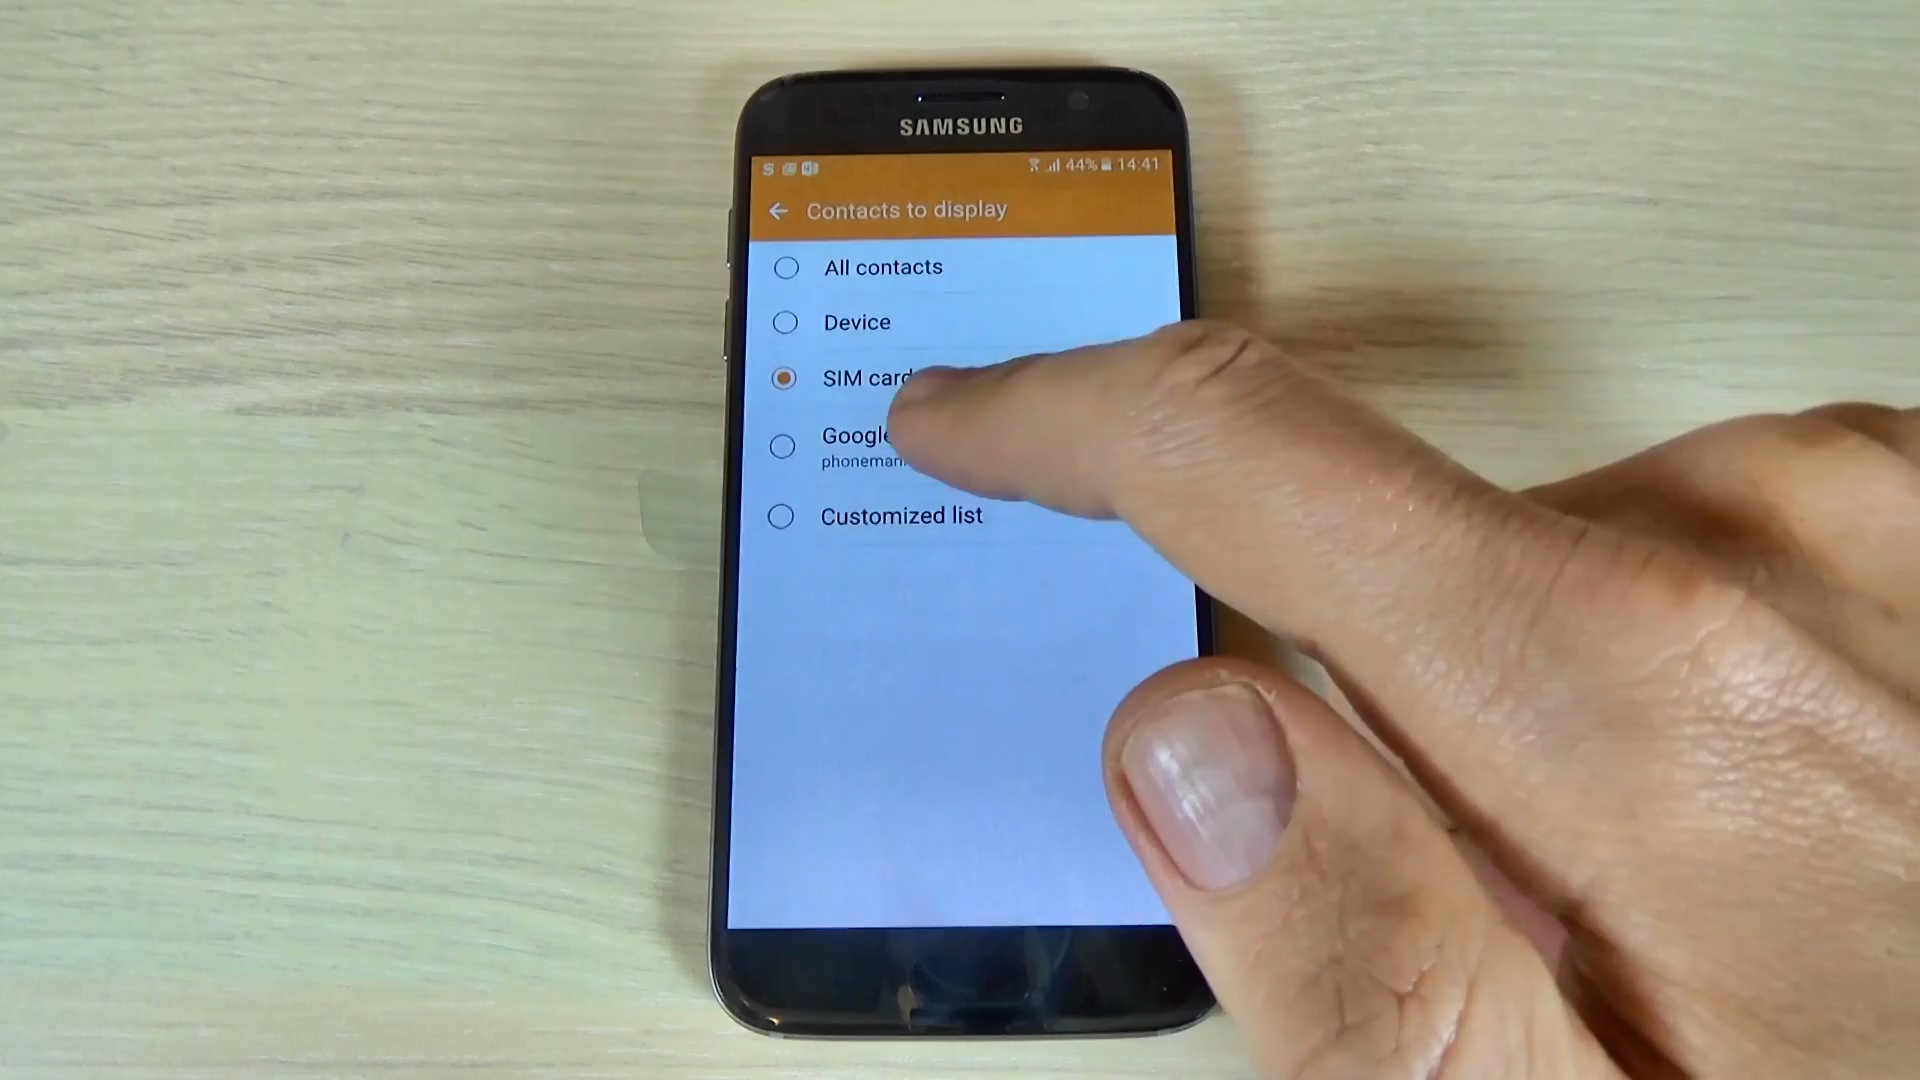 SAMSUNG
44% 14:41
Contacts to display
All contacts
Device
SIM card
Google
Customized list